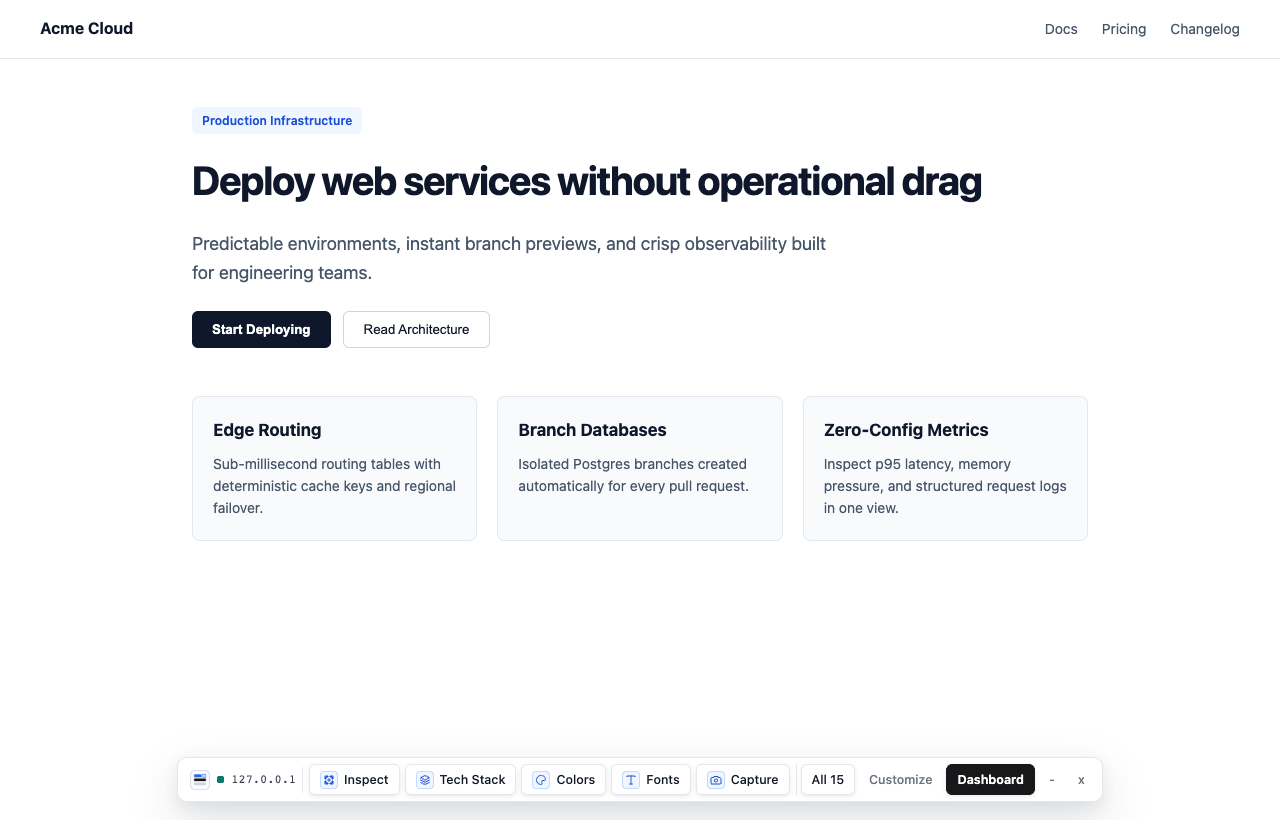 Acme Cloud
Docs Pricing Changelog
Production Infrastructure
Deploy web services without operational drag
Predictable environments, instant branch previews, and crisp observability built
for engineering teams.
Start Deploying
Read Architecture
Edge Routing
Sub-millisecond routing tables with
deterministic cache keys and regional
failover.
Branch Databases
Isolated Postgres branches created
automatically for every pull request.
Zero-Config Metrics
Inspect p95 latency, memory
pressure, and structured request logs
in one view.
127.0.0.1 Inspect Tech Stack Colors Fonts Capture All 15 Customize Dashboard - x